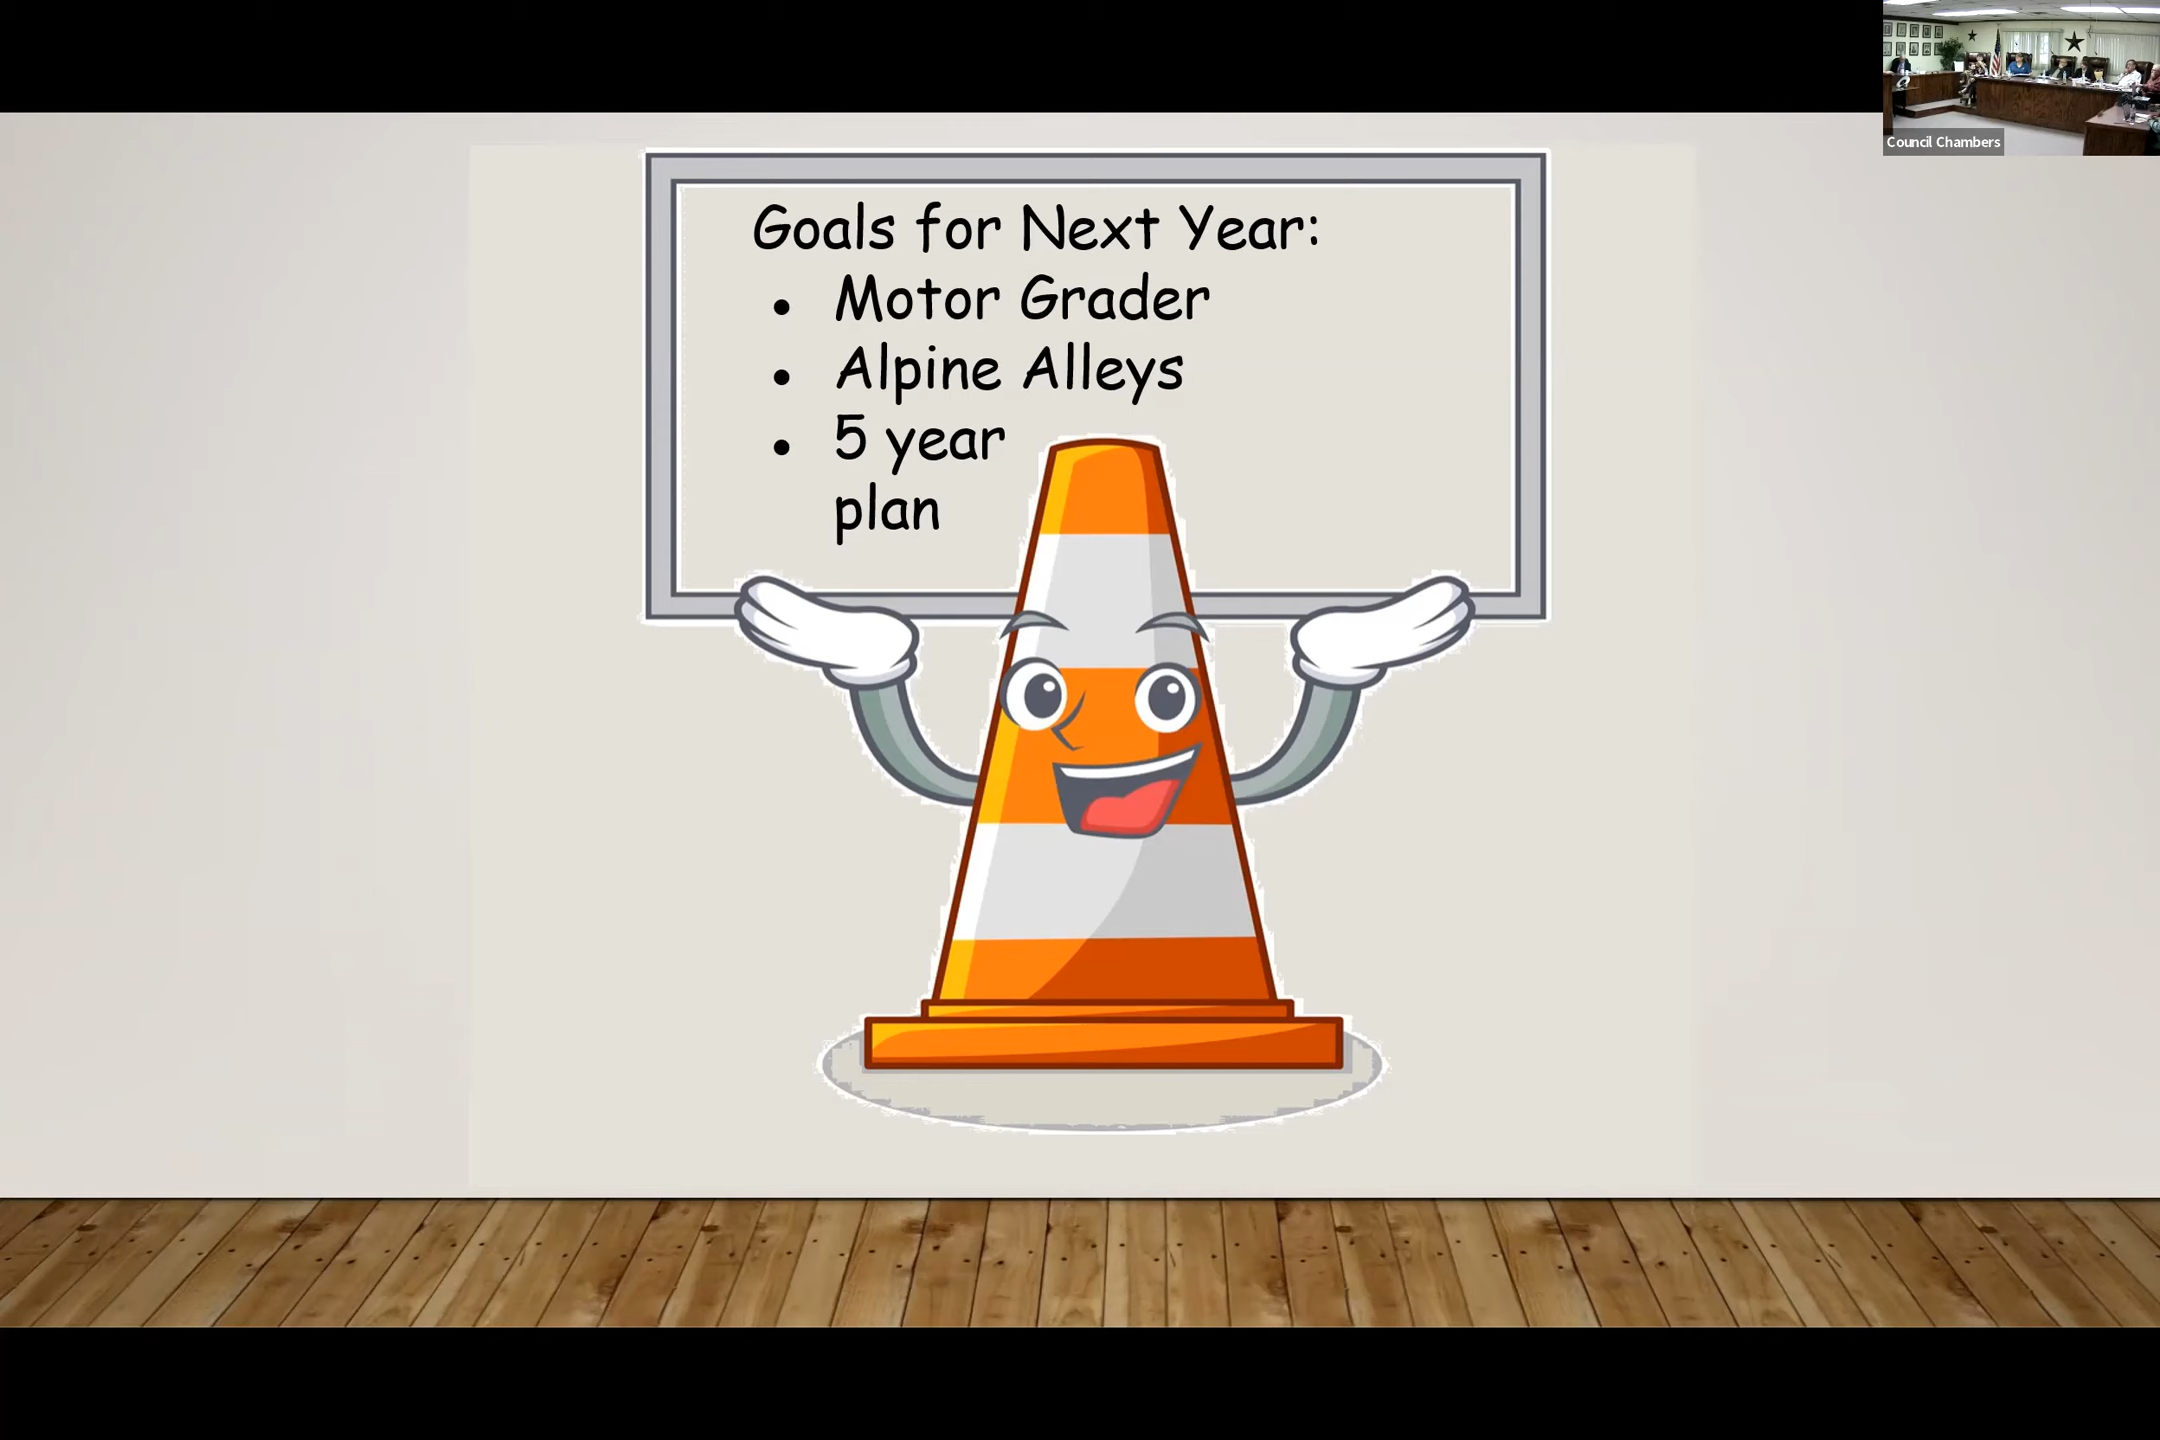 Council Chambers
Goals for Next Year:
• Motor Grader
• Alpine Alleys
• 5 year
plan